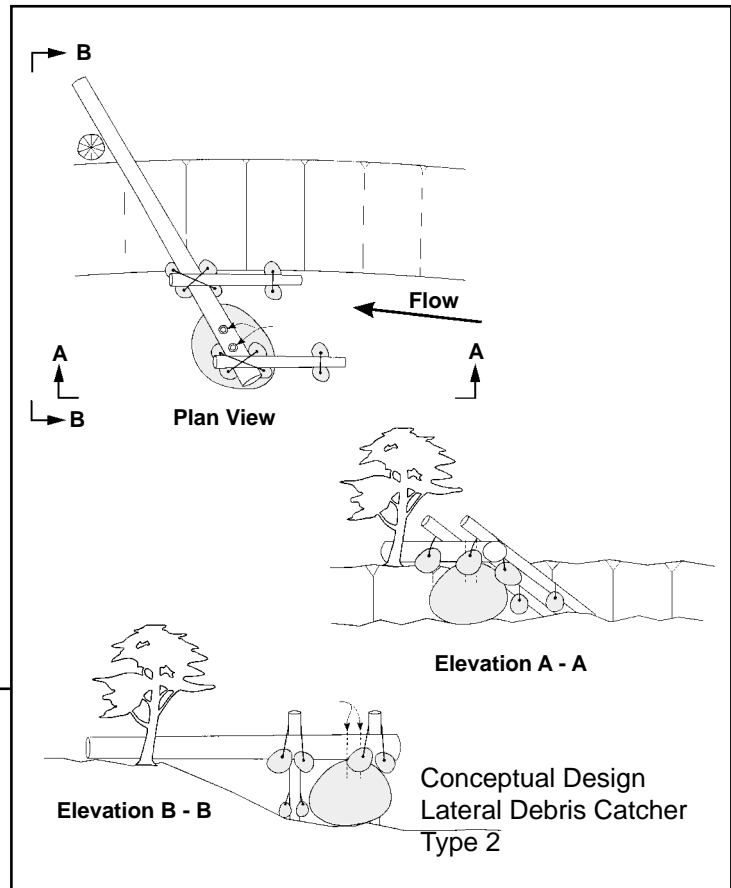 B
Flow
A
A
B
Plan View
Elevation A - A
Elevation B - B
Conceptual Design
Lateral Debris Catcher
Type 2